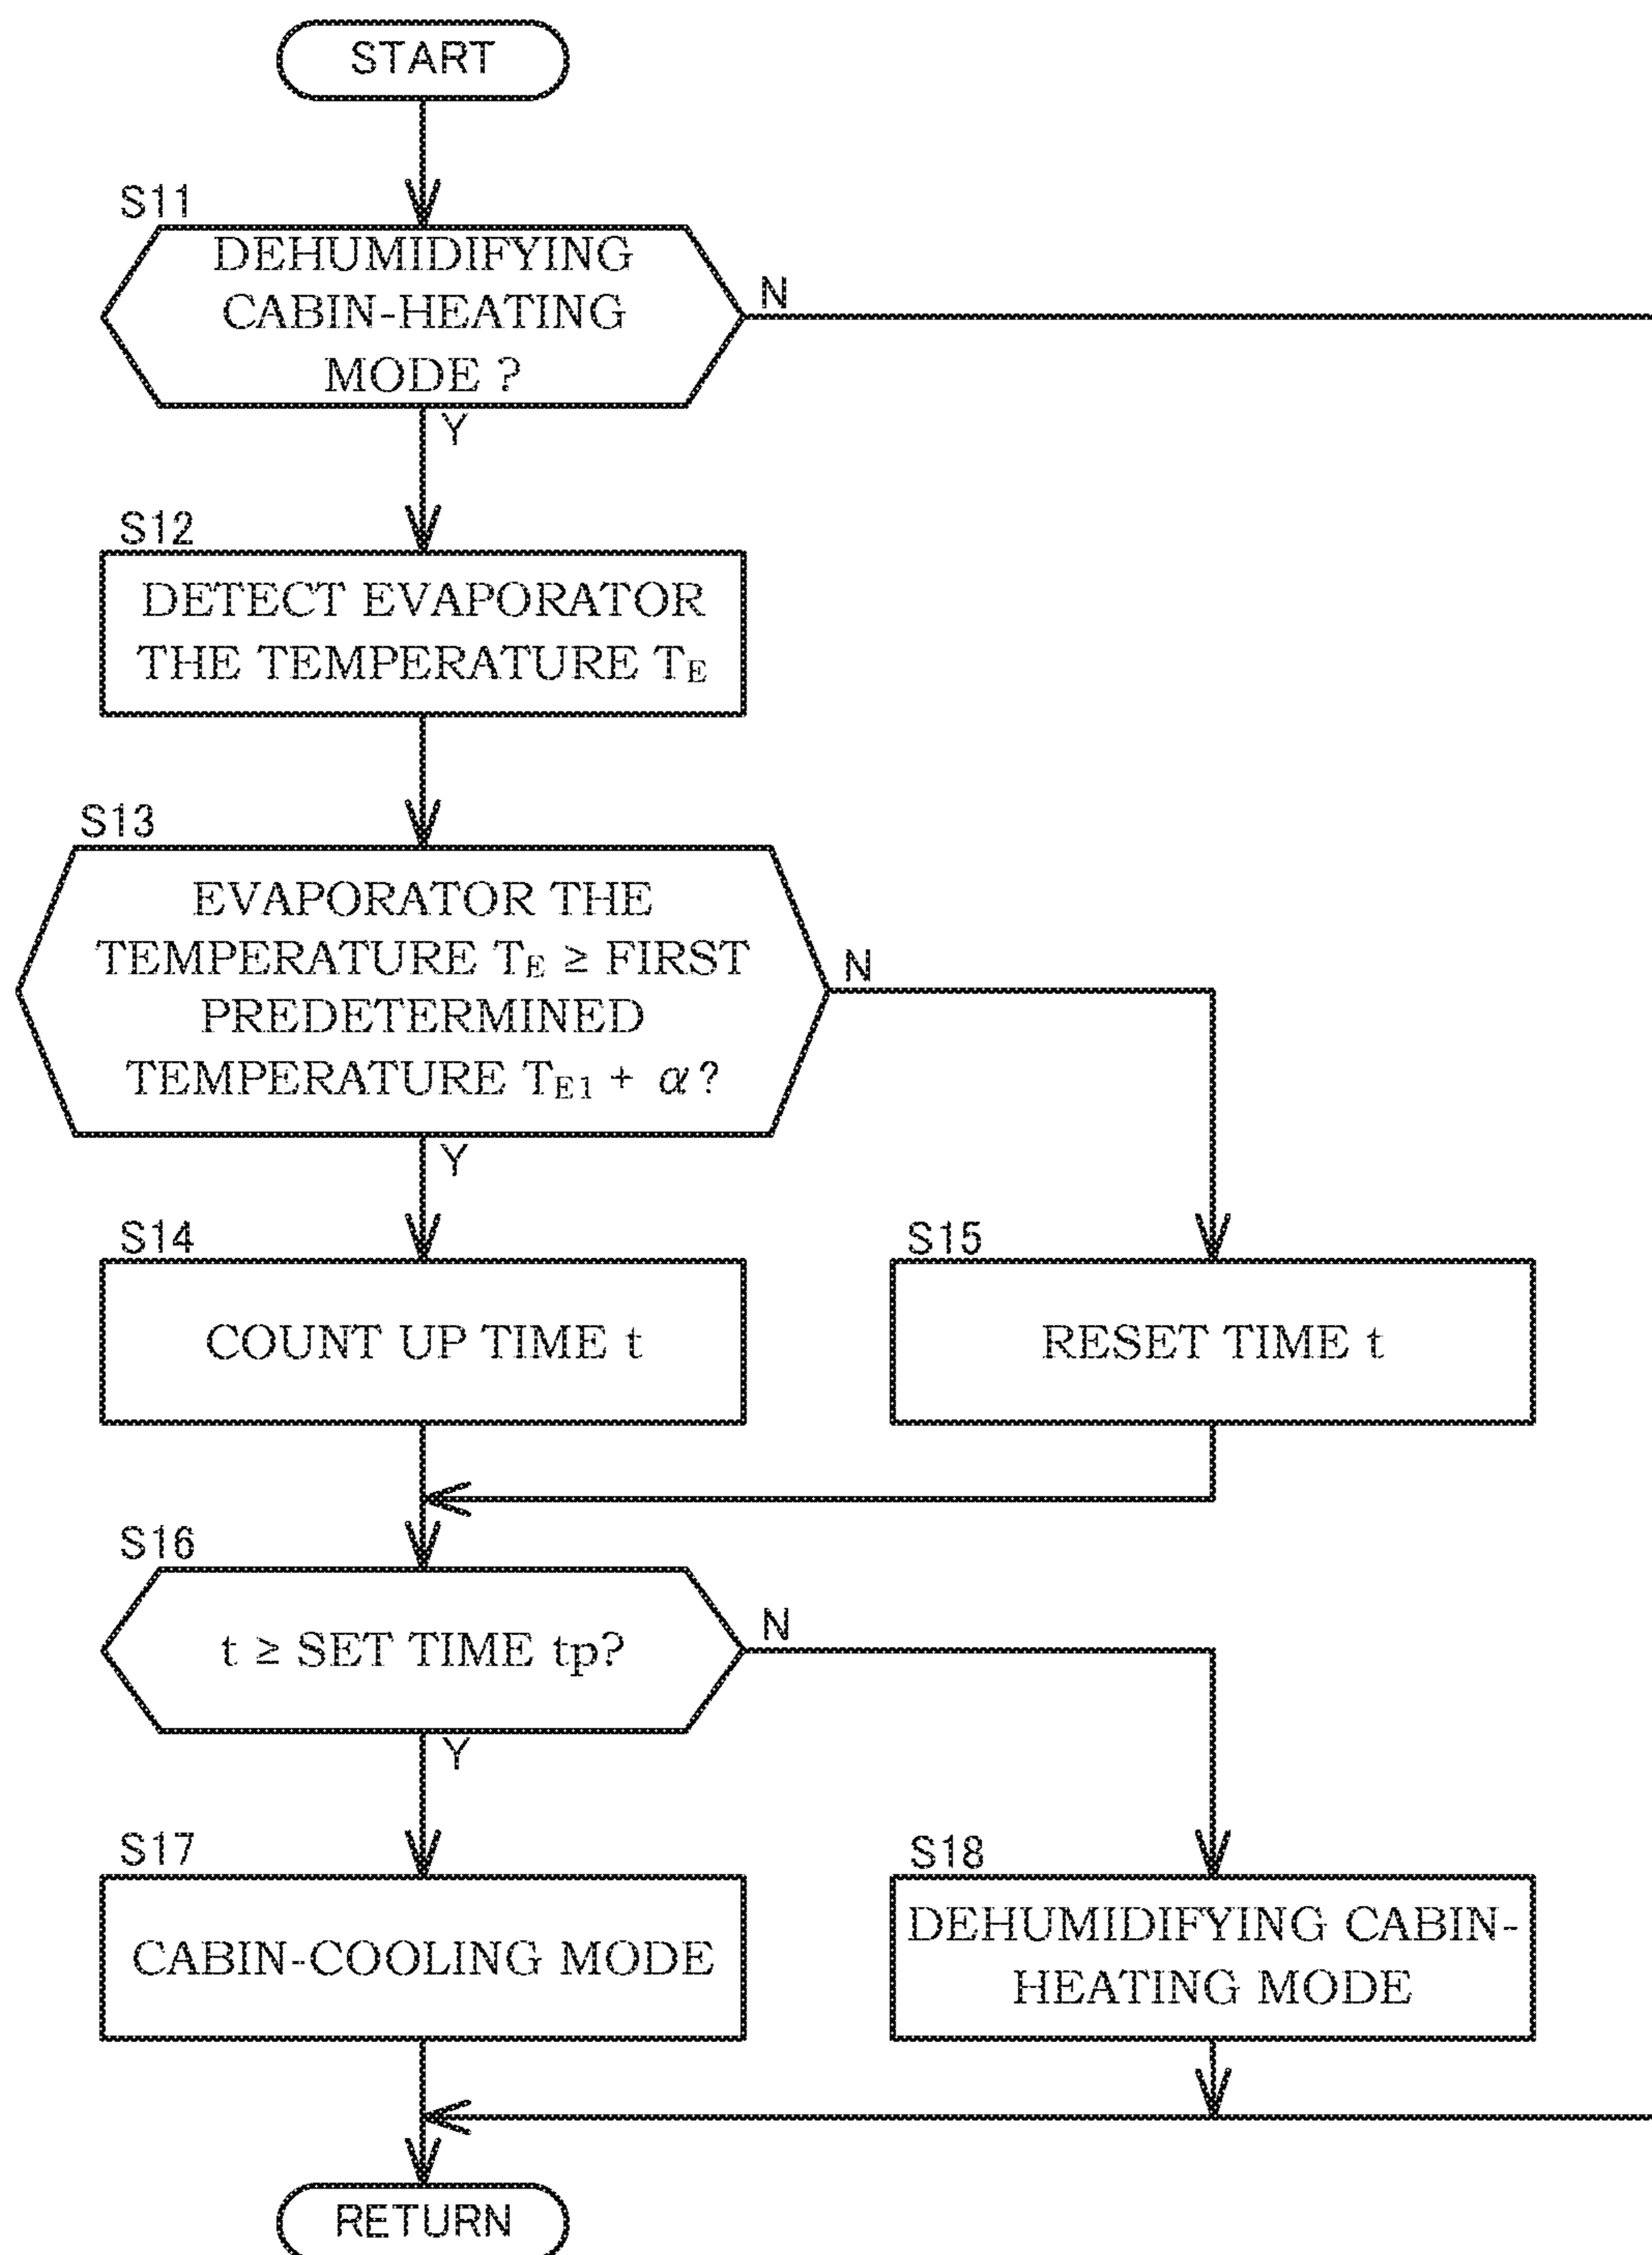 START
S11
DEHUMIDIFYING
CABIN-HEATING
MODE ?
N
Y
S12
DETECT EVAPORATOR
THE TEMPERATURE TE
S13
EVAPORATOR THE
TEMPERATURE TE ≥ FIRST
PREDETERMINED
TEMPERATURE TE1 + α ?
N
Y
S14
COUNT UP TIME t
S15
RESET TIME t
S16
t ≥ SET TIME tp?
N
Y
S17
CABIN-COOLING MODE
S18
DEHUMIDIFYING CABIN-
HEATING MODE
RETURN